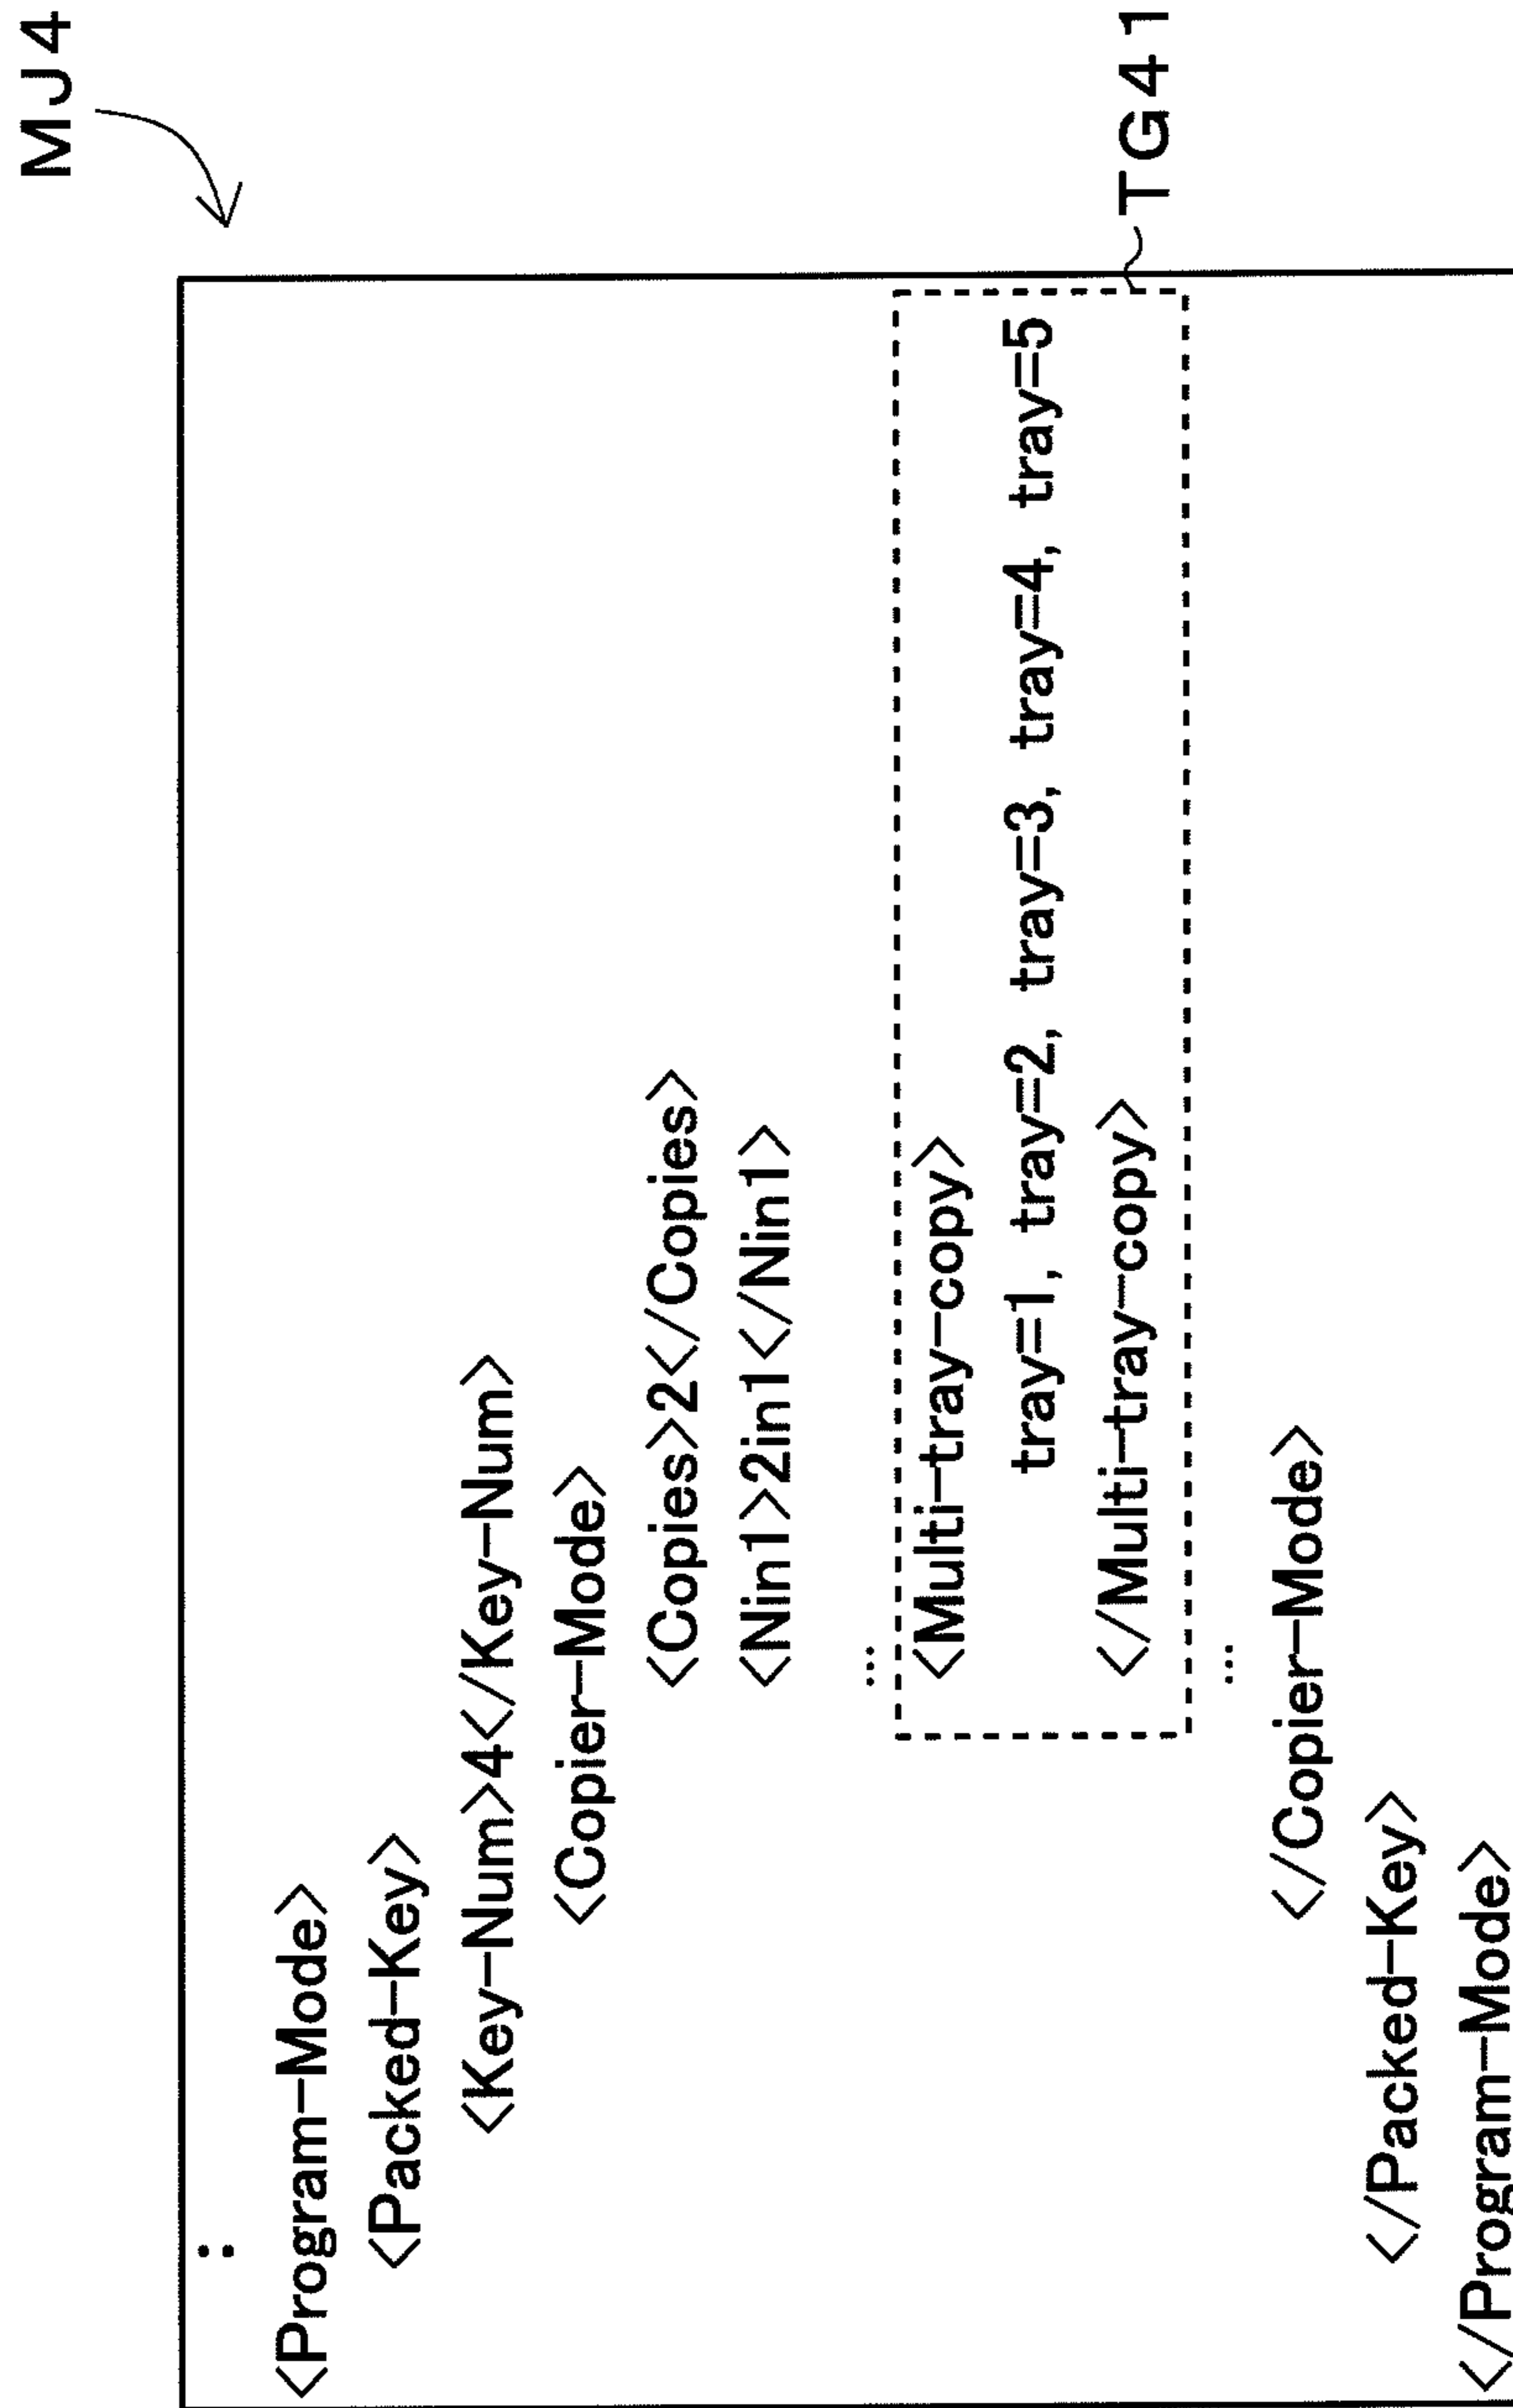 MJ4
:
<Program-Mode>
<Packed-Key>
<Key-Num>4</Key-Num>
<Copier-Mode>
<Copies>2</Copies>
<Nin1>2in1</Nin1>
...
<Multi-tray-copy>
tray=1, tray=2, tray=3, tray=4, tray=5
</Multi-tray-copy>
TG41
...
</Copier-Mode>
</Packed-Key>
</Program-Mode>